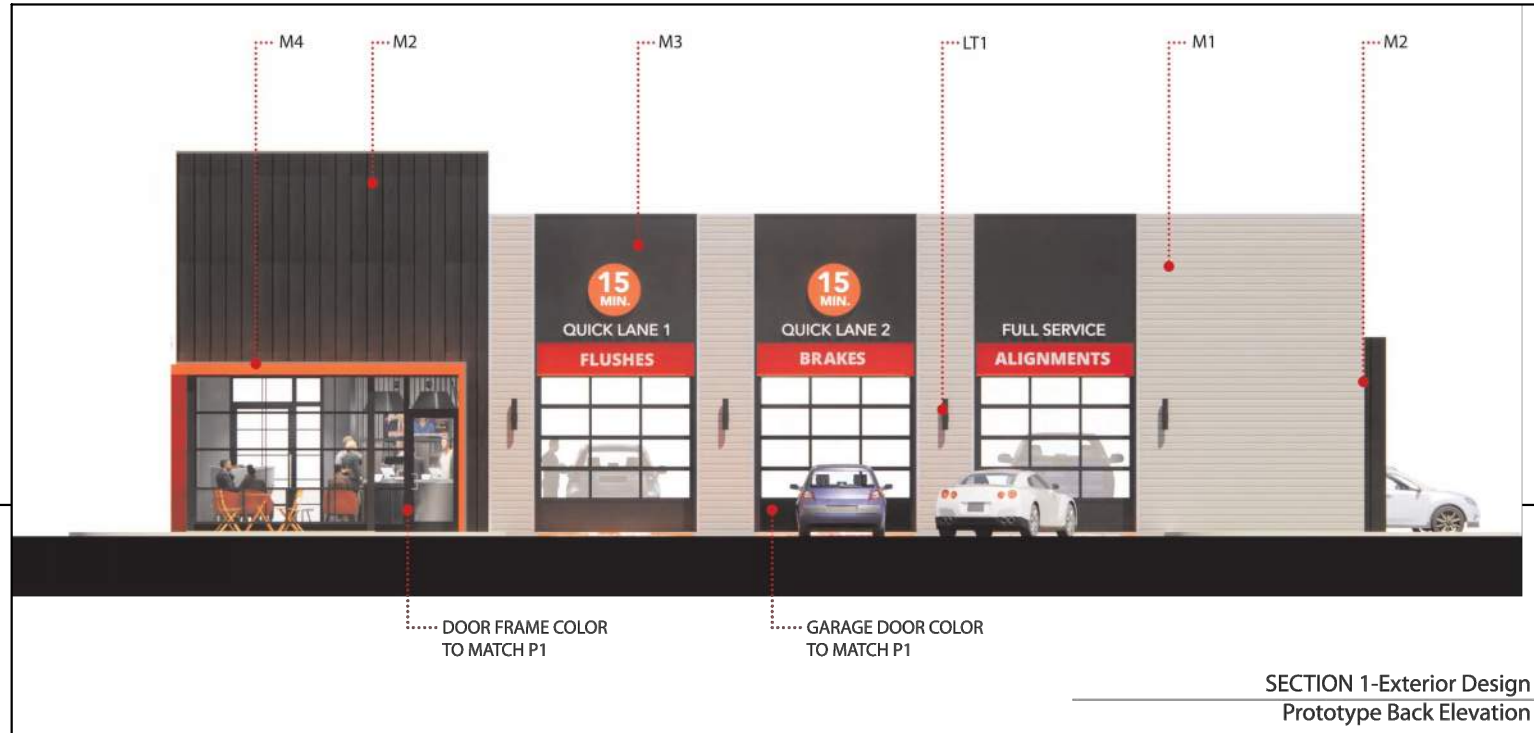 M4
M2
M3
LT1
M1
M2
15
MIN.
QUICK LANE 1
FLUSHES
15
MIN.
QUICK LANE 2
BRAKES
FULL SERVICE
ALIGNMENTS
DOOR FRAME COLOR
TO MATCH P1
GARAGE DOOR COLOR
TO MATCH P1
SECTION 1-Exterior Design
Prototype Back Elevation